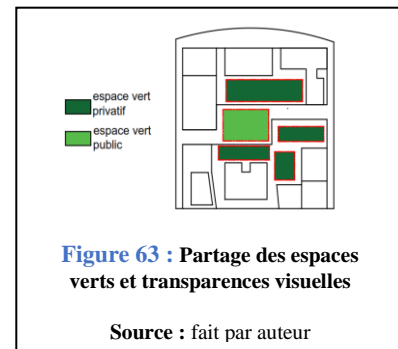 espace vert
privatif
espace vert
public
Figure 63 : Partage des espaces
verts et transparences visuelles
Source : fait par auteur